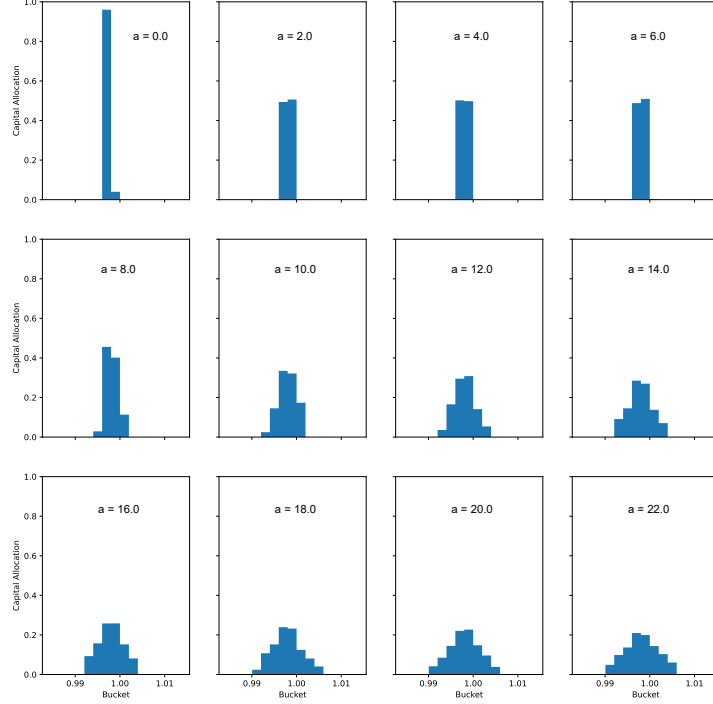 1.0
0.8
0.6
0.4
0.2
0.0
Capital Allocation
a = 0.0
a = 2.0
a = 4.0
a = 6.0
1.0
0.8
0.6
0.4
0.2
0.0
Capital Allocation
a = 8.0
a = 10.0
a = 12.0
a = 14.0
1.0
0.8
0.6
0.4
0.2
0.0
Capital Allocation
a = 16.0
a = 18.0
a = 20.0
a = 22.0
0.99 1.00 1.01
Bucket
0.99 1.00 1.01
Bucket
0.99 1.00 1.01
Bucket
0.99 1.00 1.01
Bucket